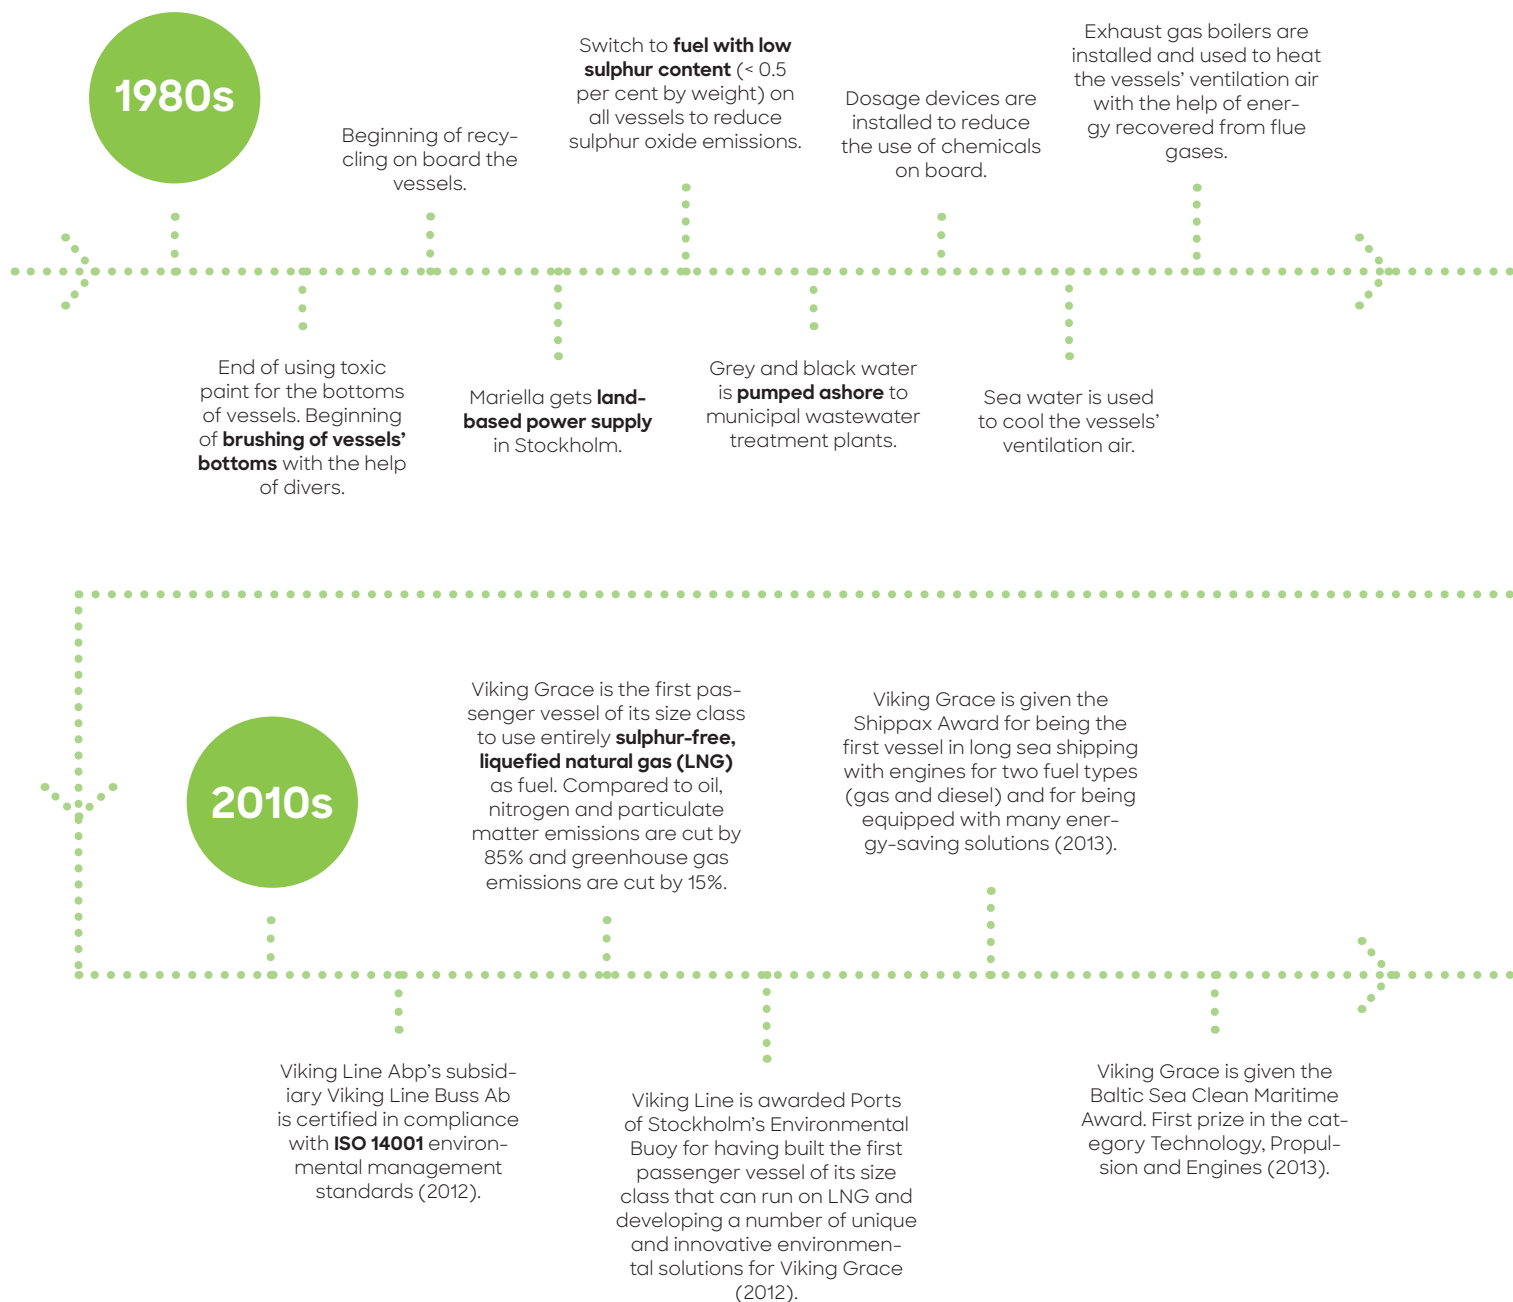 1980s
End of using toxic
paint for the bottoms
of vessels. Beginning
of brushing of vessels’
bottoms with the help
of divers.
Beginning of recy-
cling on board the
vessels.
Mariella gets land-
based power supply
in Stockholm.
Switch to fuel with low
sulphur content (< 0.5
per cent by weight) on
all vessels to reduce
sulphur oxide emissions.
Grey and black water
is pumped ashore to
municipal wastewater
treatment plants.
Dosage devices are
installed to reduce
the use of chemicals
on board.
Sea water is used
to cool the vessels’
ventilation air.
Exhaust gas boilers are
installed and used to heat
the vessels’ ventilation air
with the help of ener-
gy recovered from flue
gases.
2010s
Viking Line Abp’s subsid-
iary Viking Line Buss Ab
is certified in compliance
with ISO 14001 environ-
mental management
standards (2012).
Viking Grace is the first pas-
senger vessel of its size class
to use entirely sulphur-free,
liquefied natural gas (LNG)
as fuel. Compared to oil,
nitrogen and particulate
matter emissions are cut by
85% and greenhouse gas
emissions are cut by 15%.
Viking Line is awarded Ports
of Stockholm’s Environmental
Buoy for having built the first
passenger vessel of its size
class that can run on LNG and
developing a number of unique
and innovative environmen-
tal solutions for Viking Grace
(2012).
Viking Grace is given the
Shippax Award for being the
first vessel in long sea shipping
with engines for two fuel types
(gas and diesel) and for being
equipped with many ener-
gy-saving solutions (2013).
Viking Grace is given the
Baltic Sea Clean Maritime
Award. First prize in the cat-
egory Technology, Propul-
sion and Engines (2013).